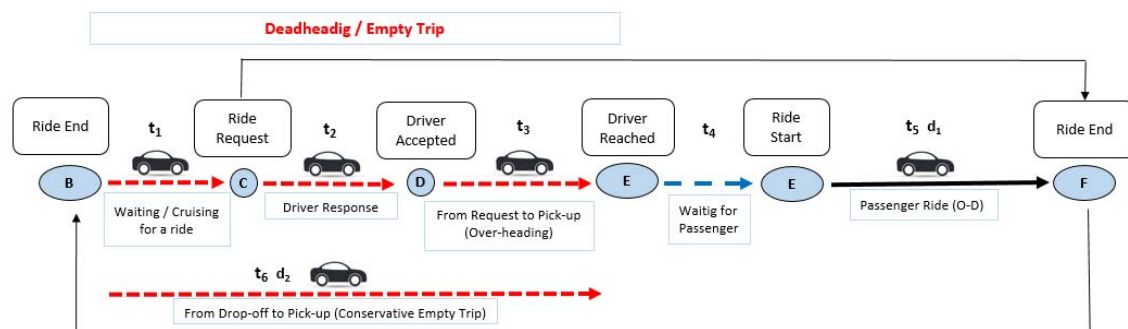 Deadheadig / Empty Trip
Ride End
t1
Ride
Request
t2
Driver
Accepted
t3
Driver
Reached
t4
Ride
Start
t5 d1
Ride End
B
C
D
E
E
F
Waiting / Cruising
for a ride
Driver Response
From Request to Pick-up
(Over-heading)
Waitig for
Passenger
Passenger Ride (O-D)
t6 d2
From Drop-off to Pick-up (Conservative Empty Trip)